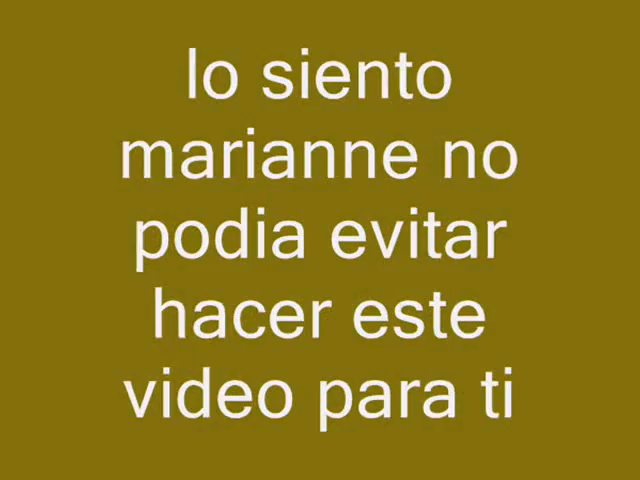 lo siento
marianne no
podia evitar
hacer este
video para ti